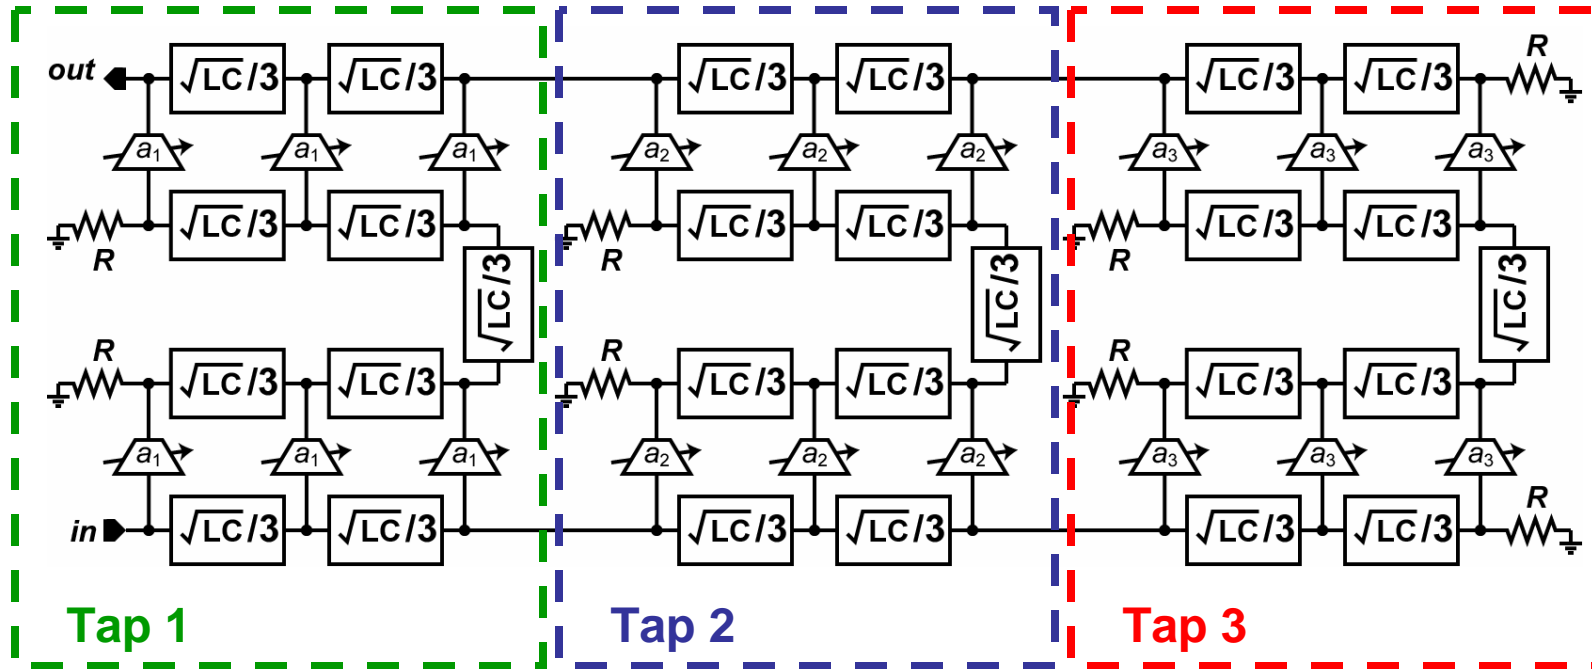 R
out √LC/3 √LC/3 √LC/3 √LC/3 √LC/3 √LC/3
a1 a1 a1 a2 a2 a2 a3 a3 a3
√LC/3 √LC/3 √LC/3 √LC/3 √LC/3 √LC/3
R R R
√LC/3 √LC/3 √LC/3
R R R
√LC/3 √LC/3 √LC/3 √LC/3 √LC/3 √LC/3
a1 a1 a1 a2 a2 a2 a3 a3 a3
R
in √LC/3 √LC/3 √LC/3 √LC/3 √LC/3 √LC/3
Tap 1 Tap 2 Tap 3